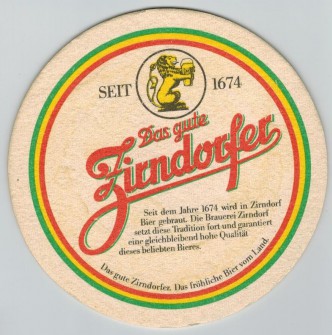 SEIT 1674
Das gute
Zirndorfer
Seit dem Jahre 1674 wird in Zirndorf
Bier gebraut. Die Brauerei Zirndorf
setzt diese Tradition fort und garantiert
eine gleichbleibend hohe Qualität
dieses beliebten Bieres.
Das gute Zirndorfer. Das fröhliche Bier vom Land.